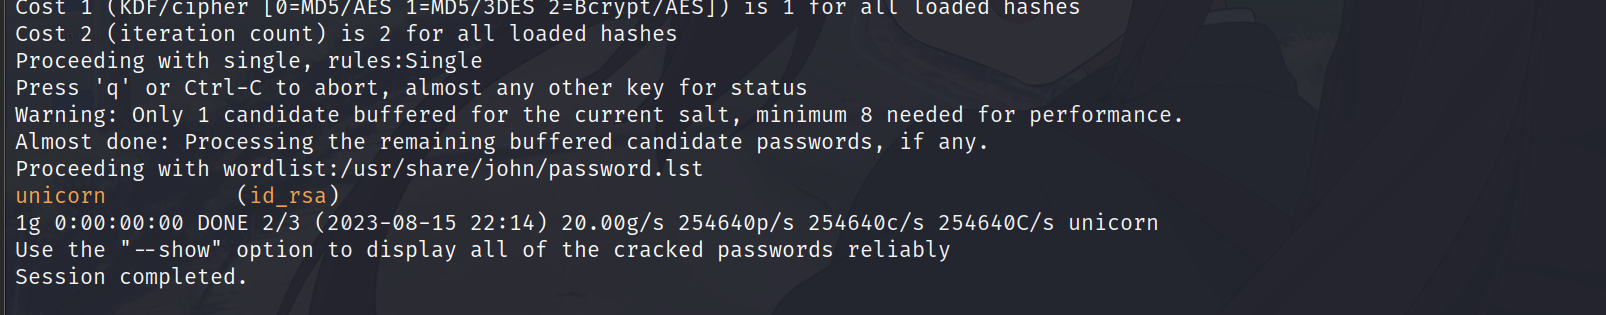 Cost 1 (KDF/cipher [0=MD5/AES 1=MD5/3DES 2=Bcrypt/AES]) is 1 for all loaded hashes
Cost 2 (iteration count) is 2 for all loaded hashes
Proceeding with single, rules:Single
Press 'q' or Ctrl-C to abort, almost any other key for status
Warning: Only 1 candidate buffered for the current salt, minimum 8 needed for performance.
Almost done: Processing the remaining buffered candidate passwords, if any.
Proceeding with wordlist:/usr/share/john/password.lst
unicorn          (id_rsa)
1g 0:00:00:00 DONE 2/3 (2023-08-15 22:14) 20.00g/s 254640p/s 254640c/s 254640C/s unicorn
Use the "--show" option to display all of the cracked passwords reliably
Session completed.